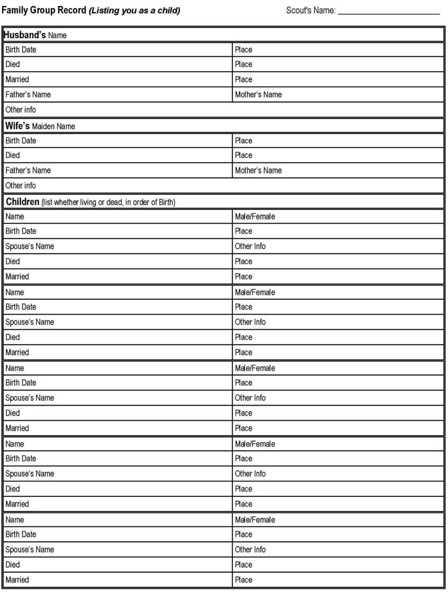 Family Group Record (Listing you as a child) Scout's Name: ______________________
Husband's Name
Birth Date Place
Died Place
Married Place
Father's Name Mother's Name
Other info
Wife's Maiden Name
Birth Date Place
Died Place
Father's Name Mother's Name
Other info
Children (list whether living or dead, in order of Birth)
Name Male/Female
Birth Date Place
Spouse's Name Other Info
Died Place
Married Place
Name Male/Female
Birth Date Place
Spouse's Name Other Info
Died Place
Married Place
Name Male/Female
Birth Date Place
Spouse's Name Other Info
Died Place
Married Place
Name Male/Female
Birth Date Place
Spouse's Name Other Info
Died Place
Married Place
Name Male/Female
Birth Date Place
Spouse's Name Other Info
Died Place
Married Place